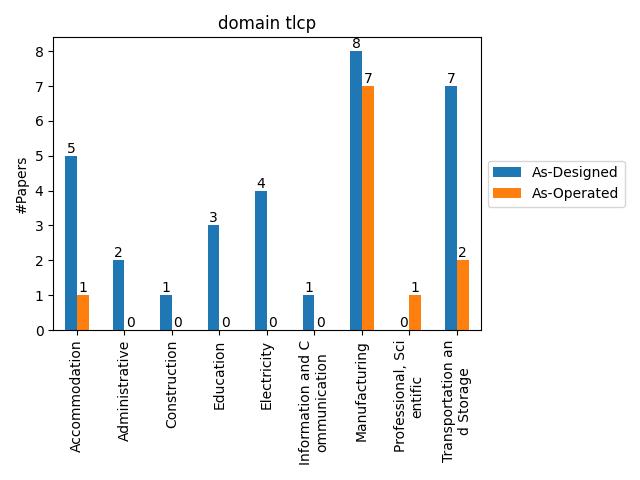 domain tlcp
#Papers
8
7
6
5
4
3
2
1
0
5
1
2
0
1
0
3
0
4
0
1
0
8
7
0
1
7
2
As-Designed
As-Operated
Accommodation
Administrative
Construction
Education
Electricity
Information and C
ommunication
Manufacturing
Professional, Sci
entific
Transportation an
d Storage